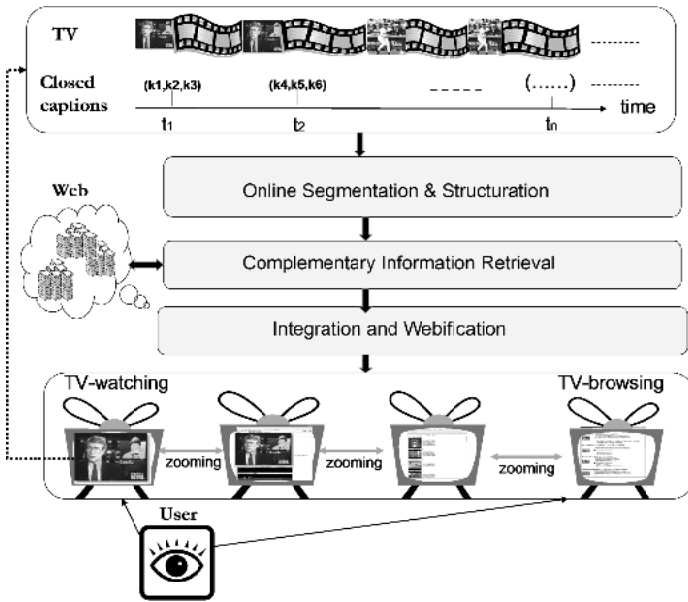 TV
Closed captions
(k1,k2,k3)
(k4,k5,k6)
(......)
time
t1
t2
tn
Online Segmentation & Structuration
Web
Complementary Information Retrieval
Integration and Webification
TV-watching
TV-browsing
zooming
zooming
zooming
User